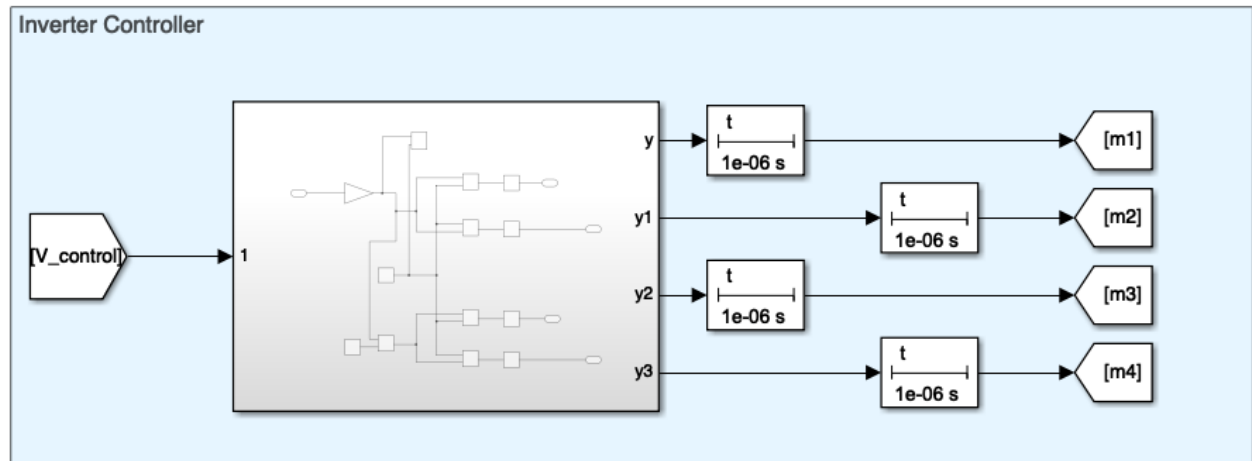 Inverter Controller
[V_control]
1
y
t
1e-06 s
[m1]
y1
t
1e-06 s
[m2]
y2
t
1e-06 s
[m3]
y3
t
1e-06 s
[m4]